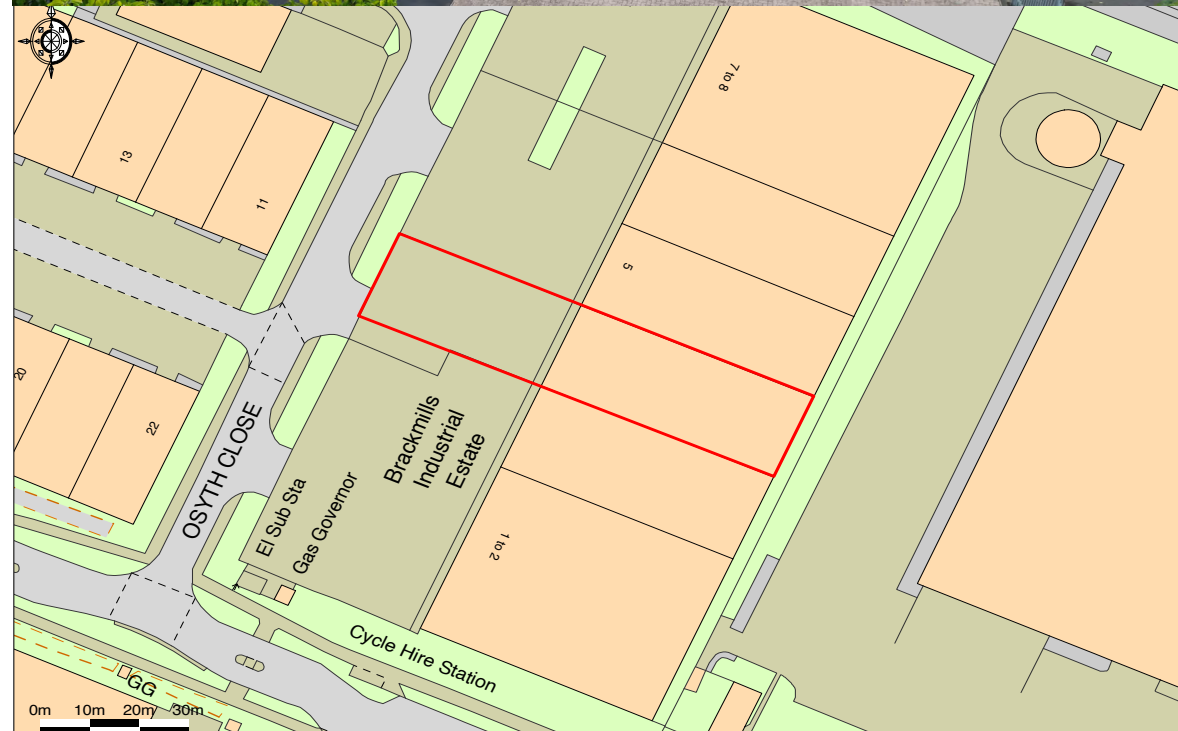 7 to 8
13
11
5
20
22
OSYTH CLOSE
Brackmills
Industrial
Estate
El Sub Sta
Gas Governor
1 to 2
Cycle Hire Station
GG
0m 10m 20m 30m